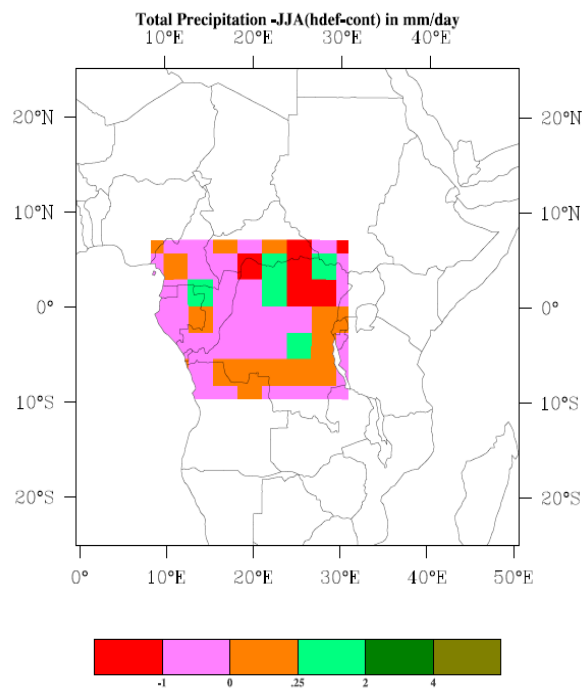 Total Precipitation -JJA(hdef-cont) in mm/day
10°E 20°E 30°E 40°E
20°N 20°N
10°N 10°N
0° 0°
10°S 10°S
20°S 20°S
0° 10°E 20°E 30°E 40°E 50°E
-1 0 .25 2 4